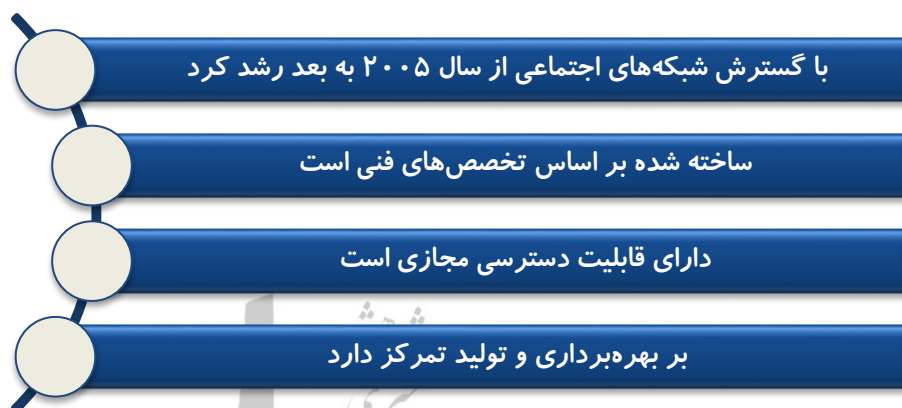 با گسترش شبکه‌های اجتماعی از سال ۲۰۰۵ به بعد رشد کرد
ساخته شده بر اساس تخصص‌های فنی است
دارای قابلیت دسترسی مجازی است
بر بهره‌برداری و تولید تمرکز دارد